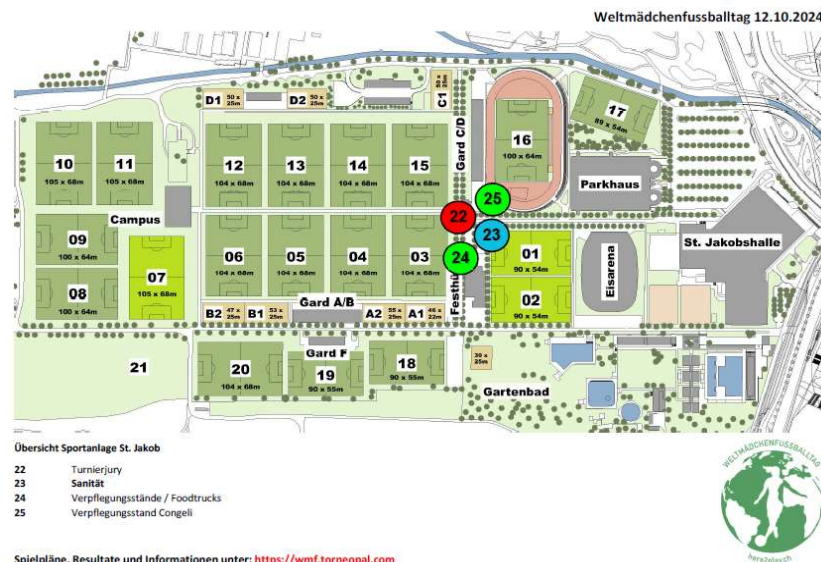 Weltmädchenfussballtag 12.10.2024
D1
50 x 25m
D2
50 x 25m
C1
50 x 25m
Gard C/D
17
89 x 54m
10
105 x 68m
11
105 x 68m
12
104 x 68m
13
104 x 68m
14
104 x 68m
15
104 x 68m
16
100 x 64m
Parkhaus
Campus
25
22
23
24
09
100 x 64m
07
105 x 68m
08
100 x 64m
06
104 x 68m
05
104 x 68m
04
104 x 68m
03
104 x 68m
01
90 x 54m
02
90 x 54m
Eisarena
St. Jakobshalle
B2
47 x 25m
B1
53 x 25m
Gard A/B
A2
55 x 25m
A1
46 x 22m
21
20
104 x 68m
Gard F
19
90 x 55m
18
90 x 55m
30 x 25m
Gartenbad
Übersicht Sportanlage St. Jakob
22 Turnierjury
23 Sanität
24 Verpflegungsstände / Foodtrucks
25 Verpflegungsstand Congeli
WELTMÄDCHENFUSSBALLTAG
here2play.ch
Spielpläne, Resultate und Informationen unter: https://wmf.torneopal.com